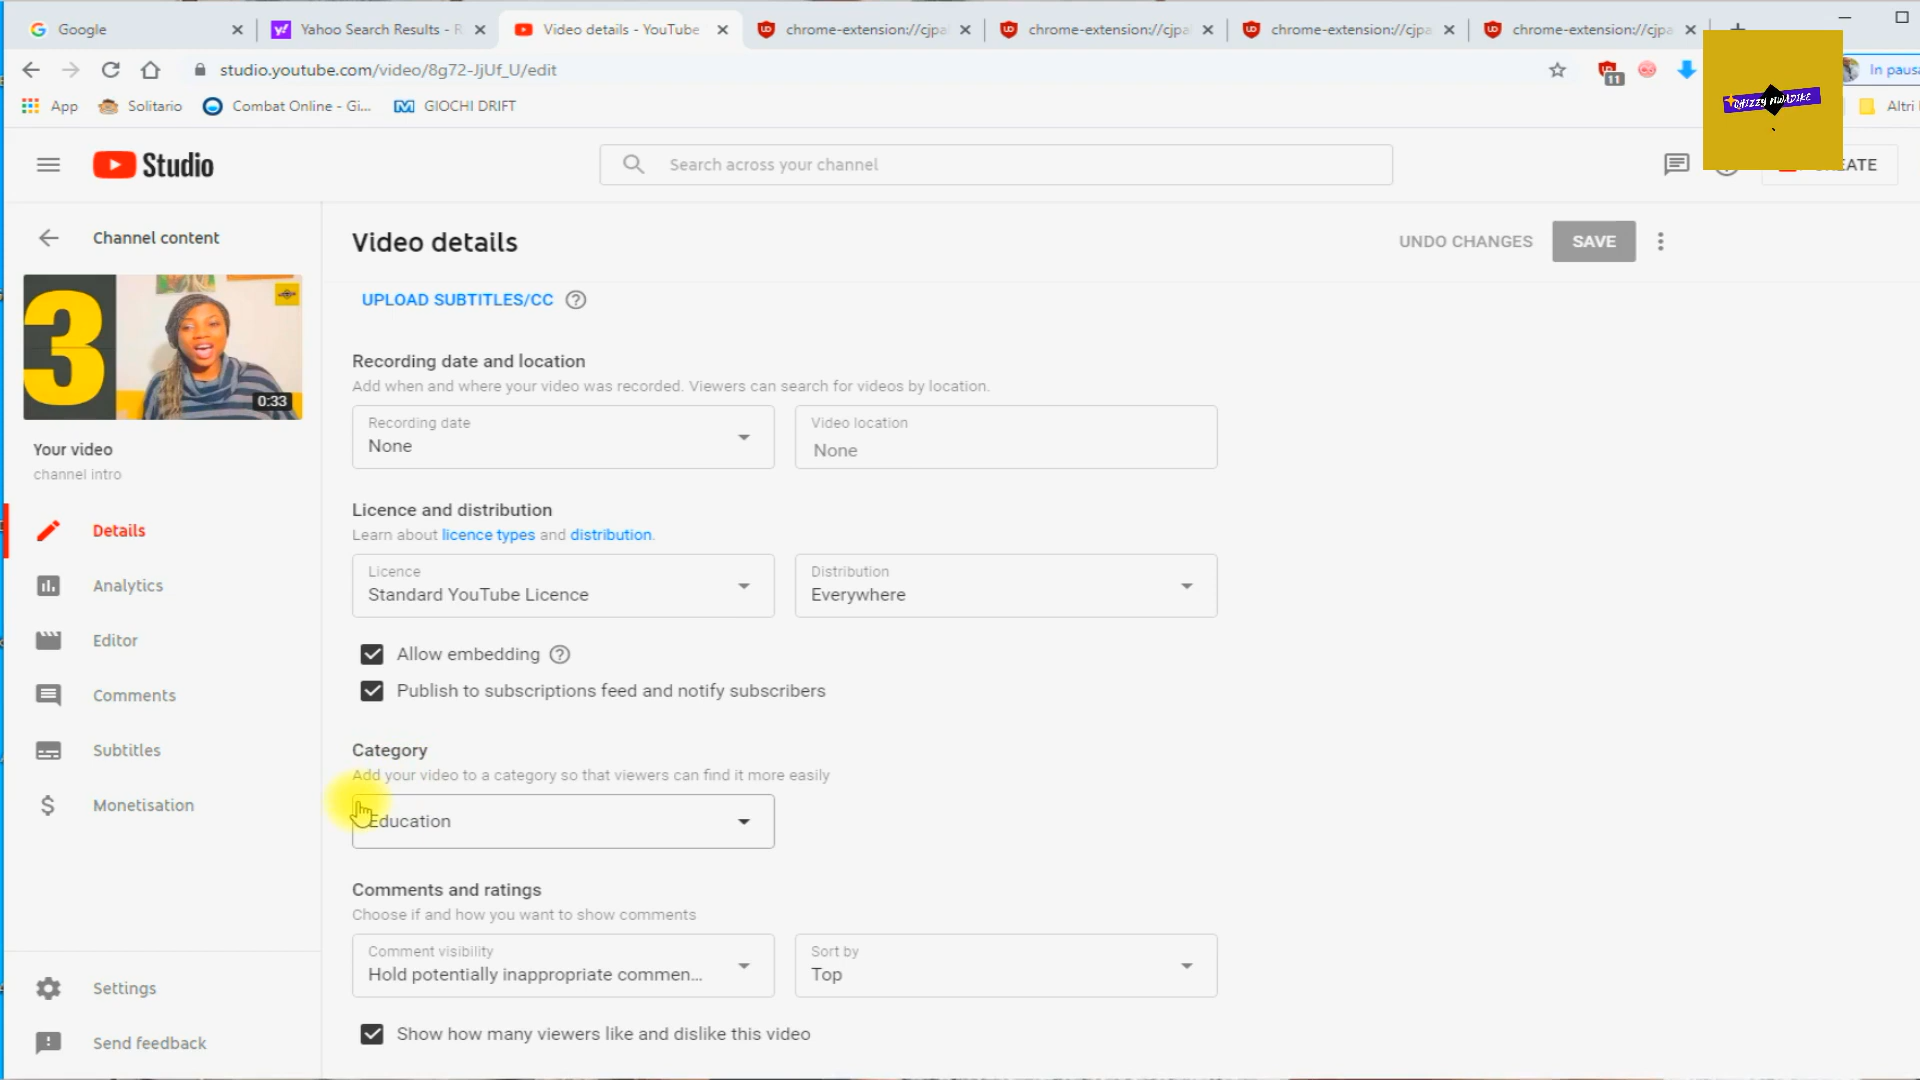 Google
Yahoo Search Results - R
Video details - YouTube
chrome-extension://cjpa
chrome-extension://cjpa
chrome-extension://cjpa
chrome-extension://cjpa
studio.youtube.com/video/8g72-JjUf_U/edit
11
In pausa
App
Solitario
Combat Online - Gi...
GIOCHI DRIFT
Altri
CHIZZY NWADIKE
Studio
Search across your channel
EATE
Channel content
Video details
UNDO CHANGES
SAVE
3
0:33
Your video
channel intro
Details
Analytics
Editor
Comments
Subtitles
Monetisation
Settings
Send feedback
UPLOAD SUBTITLES/CC
Recording date and location
Add when and where your video was recorded. Viewers can search for videos by location.
Recording date
None
Video location
None
Licence and distribution
Learn about licence types and distribution.
Licence
Standard YouTube Licence
Distribution
Everywhere
Allow embedding
Publish to subscriptions feed and notify subscribers
Category
Add your video to a category so that viewers can find it more easily
Education
Comments and ratings
Choose if and how you want to show comments
Comment visibility
Hold potentially inappropriate commen...
Sort by
Top
Show how many viewers like and dislike this video